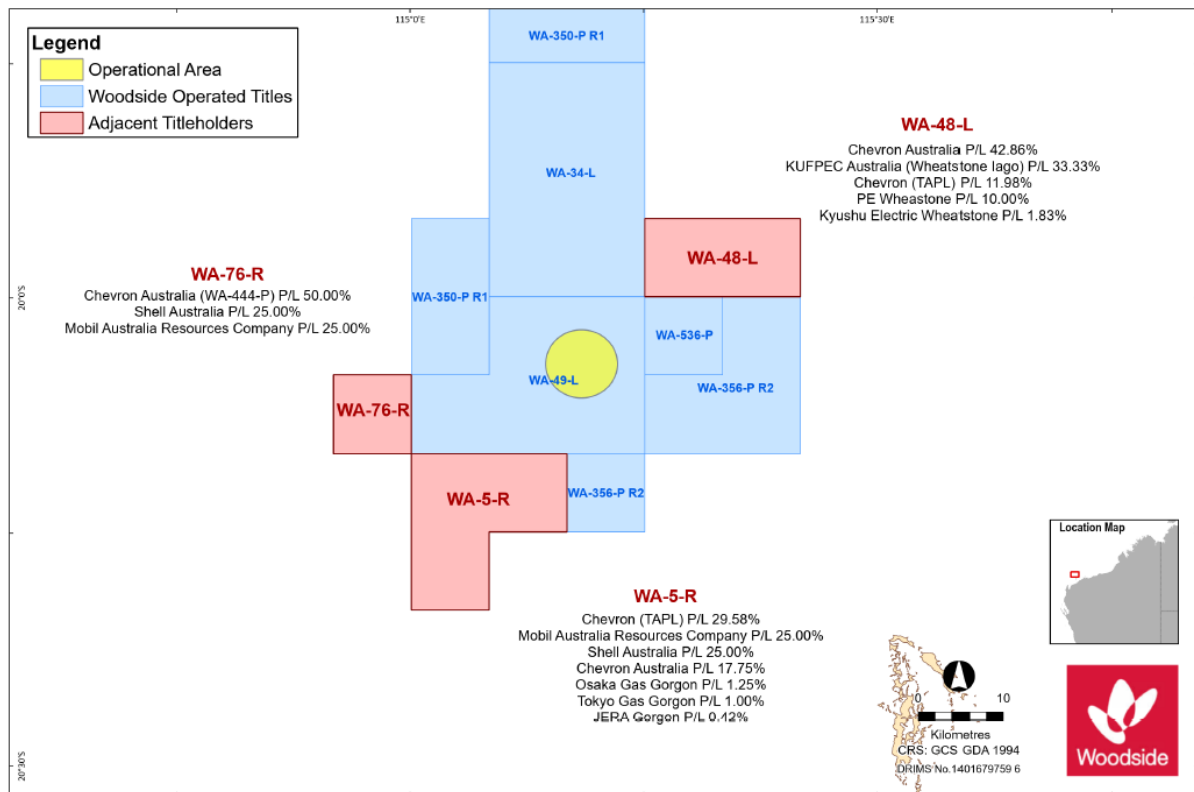 115°0'E
115°30'E
Legend
Operational Area
Woodside Operated Titles
Adjacent Titleholders
WA-350-P R1
WA-34-L
WA-48-L
Chevron Australia P/L 42.86%
KUFPEC Australia (Wheatstone Iago) P/L 33.33%
Chevron (TAPL) P/L 11.98%
PE Wheastone P/L 10.00%
Kyushu Electric Wheatstone P/L 1.83%
WA-48-L
WA-76-R
Chevron Australia (WA-444-P) P/L 50.00%
Shell Australia P/L 25.00%
Mobil Australia Resources Company P/L 25.00%
20°0'S
WA-350-P R1
WA-536-P
WA-49-L
WA-356-P R2
WA-76-R
WA-5-R
WA-356-P R2
Location Map
WA-5-R
Chevron (TAPL) P/L 29.58%
Mobil Australia Resources Company P/L 25.00%
Shell Australia P/L 25.00%
Chevron Australia P/L 17.75%
Osaka Gas Gorgon P/L 1.25%
Tokyo Gas Gorgon P/L 1.00%
JERA Gorgon P/L 0.42%
0 10
Kilometres
CRS: GCS GDA 1994
DRIMS No.1401679759 6
Woodside
20°30'S